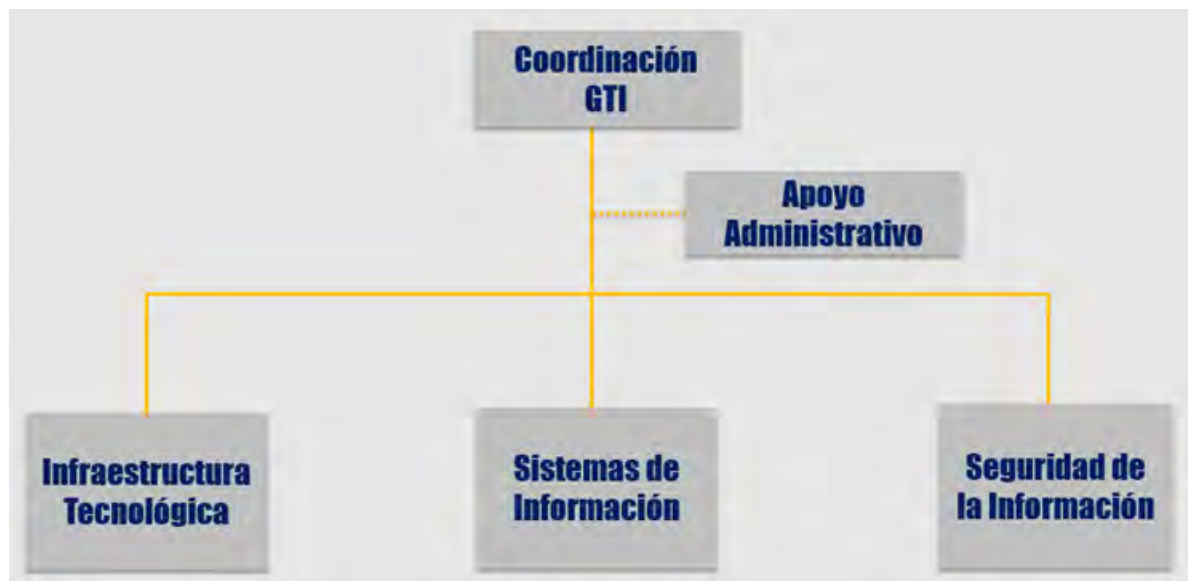 Coordinación
GTI
Apoyo
Administrativo
Infraestructura
Tecnológica
Sistemas de
Información
Seguridad de
la Información